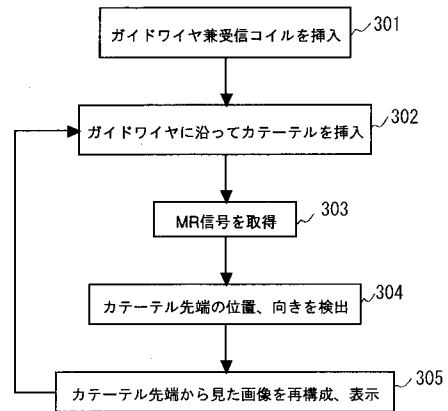 ガイドワイヤ兼受信コイルを挿入
301
ガイドワイヤに沿ってカテーテルを挿入
302
MR信号を取得
303
カテーテル先端の位置、向きを検出
304
カテーテル先端から見た画像を再構成、表示
305